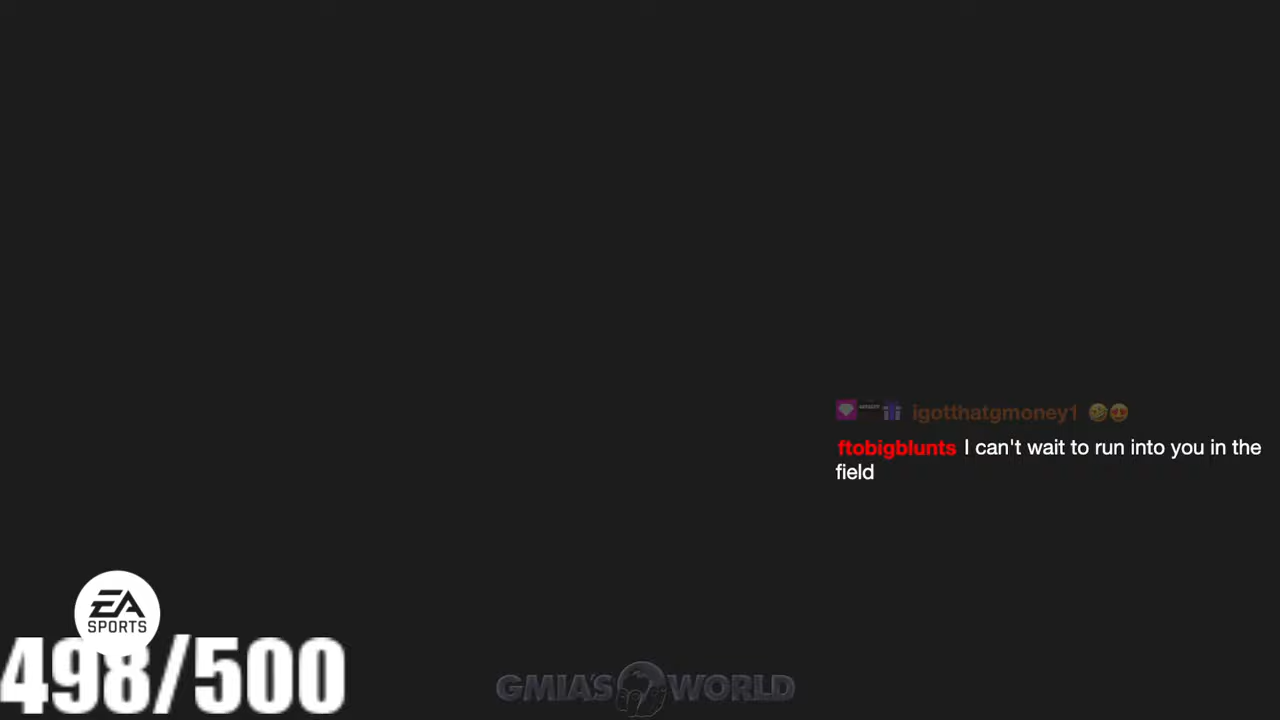 igotthatgmoney1 🤣😍
ftobigblunts I can't wait to run into you in the
field
EA
SPORTS
498/500
GMIA'S WORLD